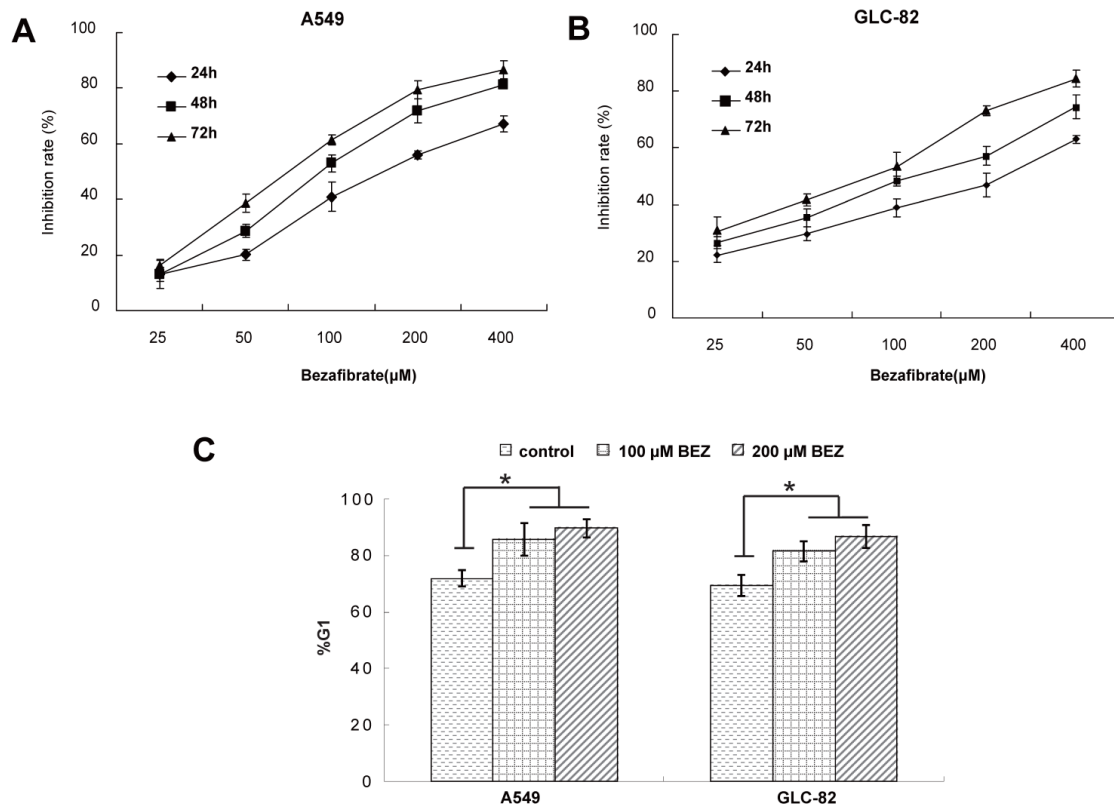 A
A549
100
80
60
40
20
0
Inhibition rate (%)
24h
48h
72h
25 50 100 200 400
Bezafibrate(µM)
B
GLC-82
100
80
60
40
20
0
Inhibition rate (%)
24h
48h
72h
25 50 100 200 400
Bezafibrate(µM)
C
control 100 µM BEZ 200 µM BEZ
* *
100
80
60
40
20
0
%G1
A549 GLC-82